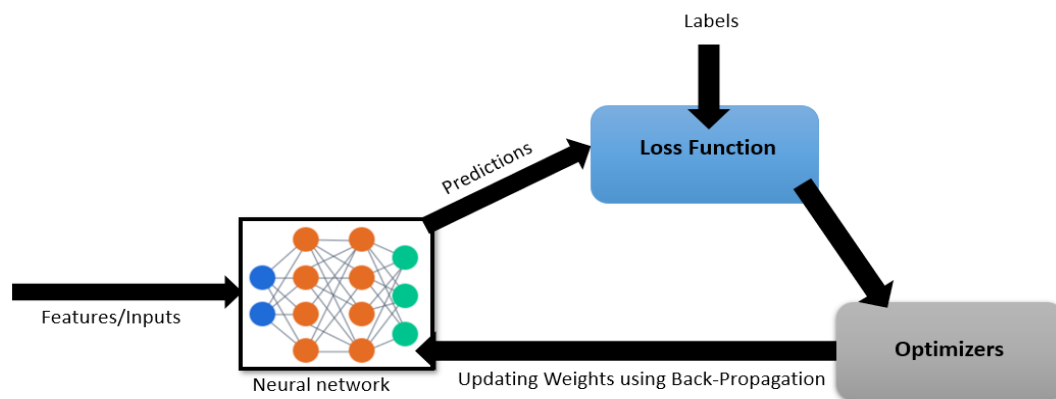 Labels
Loss Function
Predictions
Features/Inputs
Optimizers
Neural network
Updating Weights using Back-Propagation